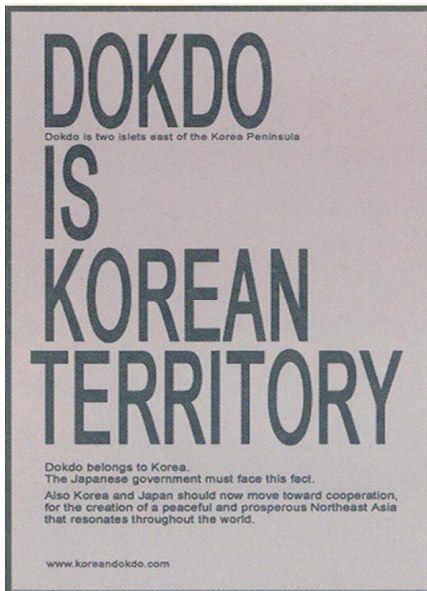 DOKDO
Dokdo is two islets east of the Korea Peninsula
IS
KOREAN
TERRITORY
Dokdo belongs to Korea.
The Japanese government must face this fact.
Also Korea and Japan should now move toward cooperation,
for the creation of a peaceful and prosperous Northeast Asia
that resonates throughout the world.
www.koreandokdo.com